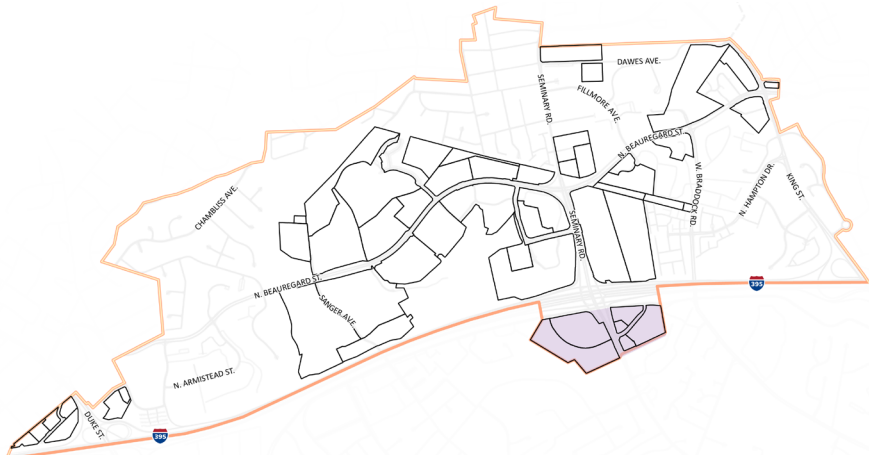 DAWES AVE.
SEMINARY RD.
FILLMORE AVE.
N. BEAUREGARD ST.
W. BRADDOCK RD.
N. HAMPTON DR.
KING ST.
CHAMBLISS AVE.
SEMINARY RD.
N. BEAUREGARD ST.
395
SANGER AVE.
N. ARMISTEAD ST.
DUKE ST.
395